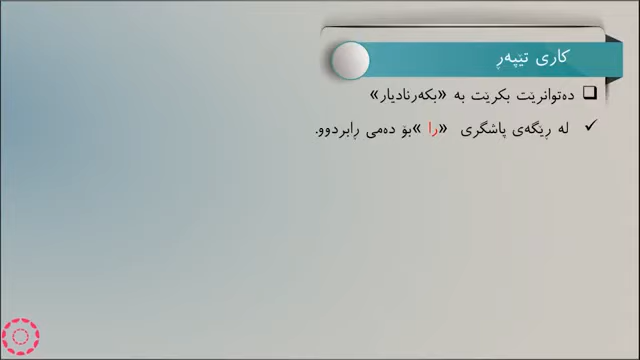 کاری تێپەڕ
دەتوانرێت بکرێت بە «بکەرنادیار»
لە ڕێگەی پاشگری «را »بۆ دەمی ڕابردوو.